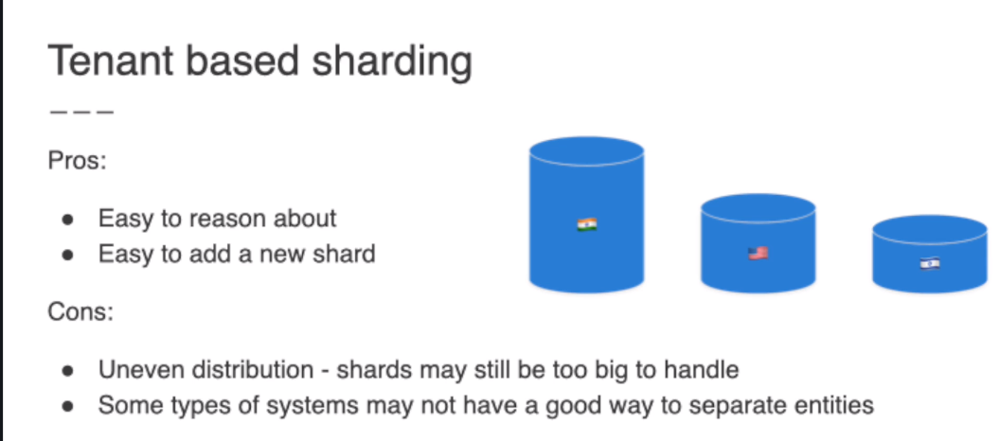 Tenant based sharding
———
Pros:
● Easy to reason about
● Easy to add a new shard
Cons:
● Uneven distribution - shards may still be too big to handle
● Some types of systems may not have a good way to separate entities